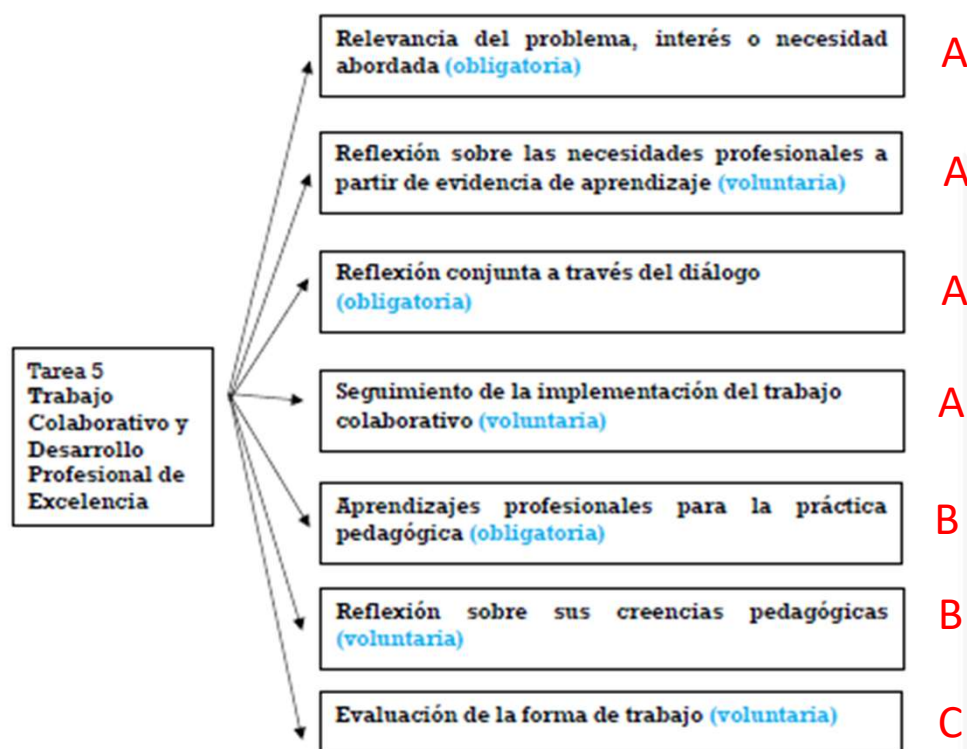 Relevancia del problema, interés o necesidad
abordada (obligatoria)
A
Reflexión sobre las necesidades profesionales a
partir de evidencia de aprendizaje (voluntaria)
A
Reflexión conjunta a través del diálogo
(obligatoria)
A
Tarea 5
Trabajo
Colaborativo y
Desarrollo
Profesional de
Excelencia
Seguimiento de la implementación del trabajo
colaborativo (voluntaria)
A
Aprendizajes profesionales para la práctica
pedagógica (obligatoria)
B
Reflexión sobre sus creencias pedagógicas
(voluntaria)
B
Evaluación de la forma de trabajo (voluntaria)
C